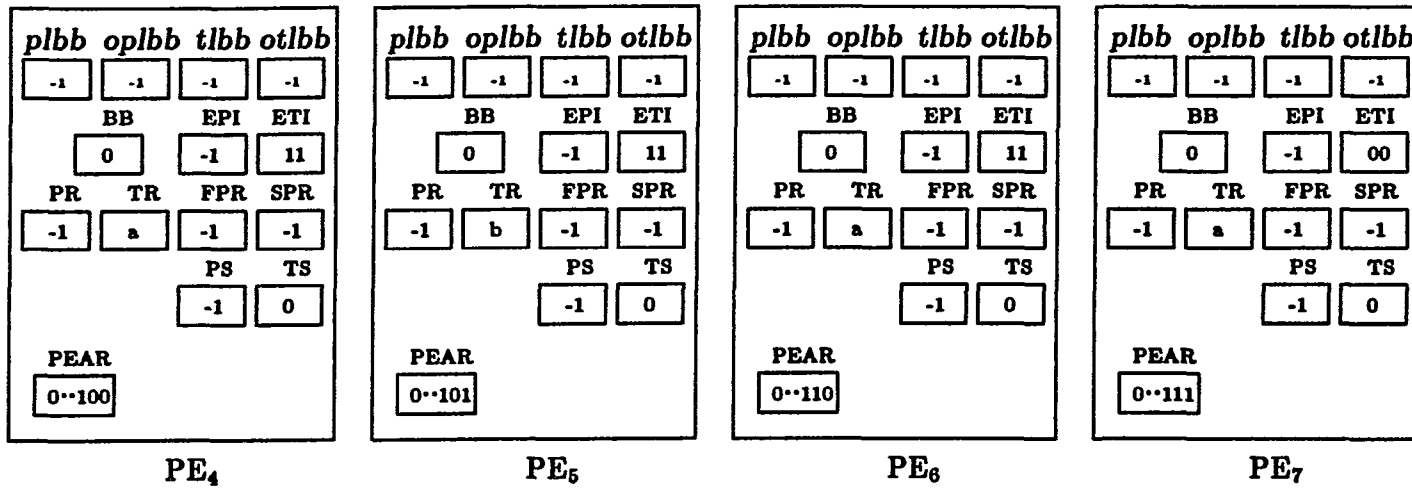 plbb oplbb tlbb otlbb plbb oplbb tlbb otlbb plbb oplbb tlbb otlbb plbb oplbb tlbb otlbb
-1 -1 -1 -1 -1 -1 -1 -1 -1 -1 -1 -1 -1 -1 -1 -1
BB EPI ETI BB EPI ETI BB EPI ETI BB EPI ETI
0 -1 11 0 -1 11 0 -1 11 0 -1 00
PR TR FPR SPR PR TR FPR SPR PR TR FPR SPR PR TR FPR SPR
-1 a -1 -1 -1 b -1 -1 -1 a -1 -1 -1 a -1 -1
PS TS PS TS PS TS PS TS
-1 0 -1 0 -1 0 -1 0
PEAR PEAR PEAR PEAR
0··100 0··101 0··110 0··111
PE₄ PE₅ PE₆ PE₇